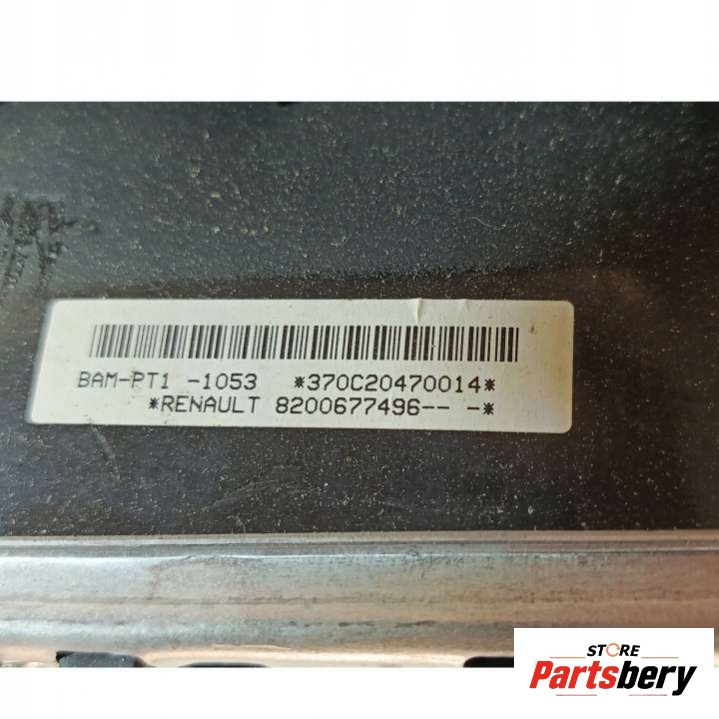 BAM-PT1 -1053 *370C20470014*
*RENAULT 8200677496-- -*
STORE
Partsbery